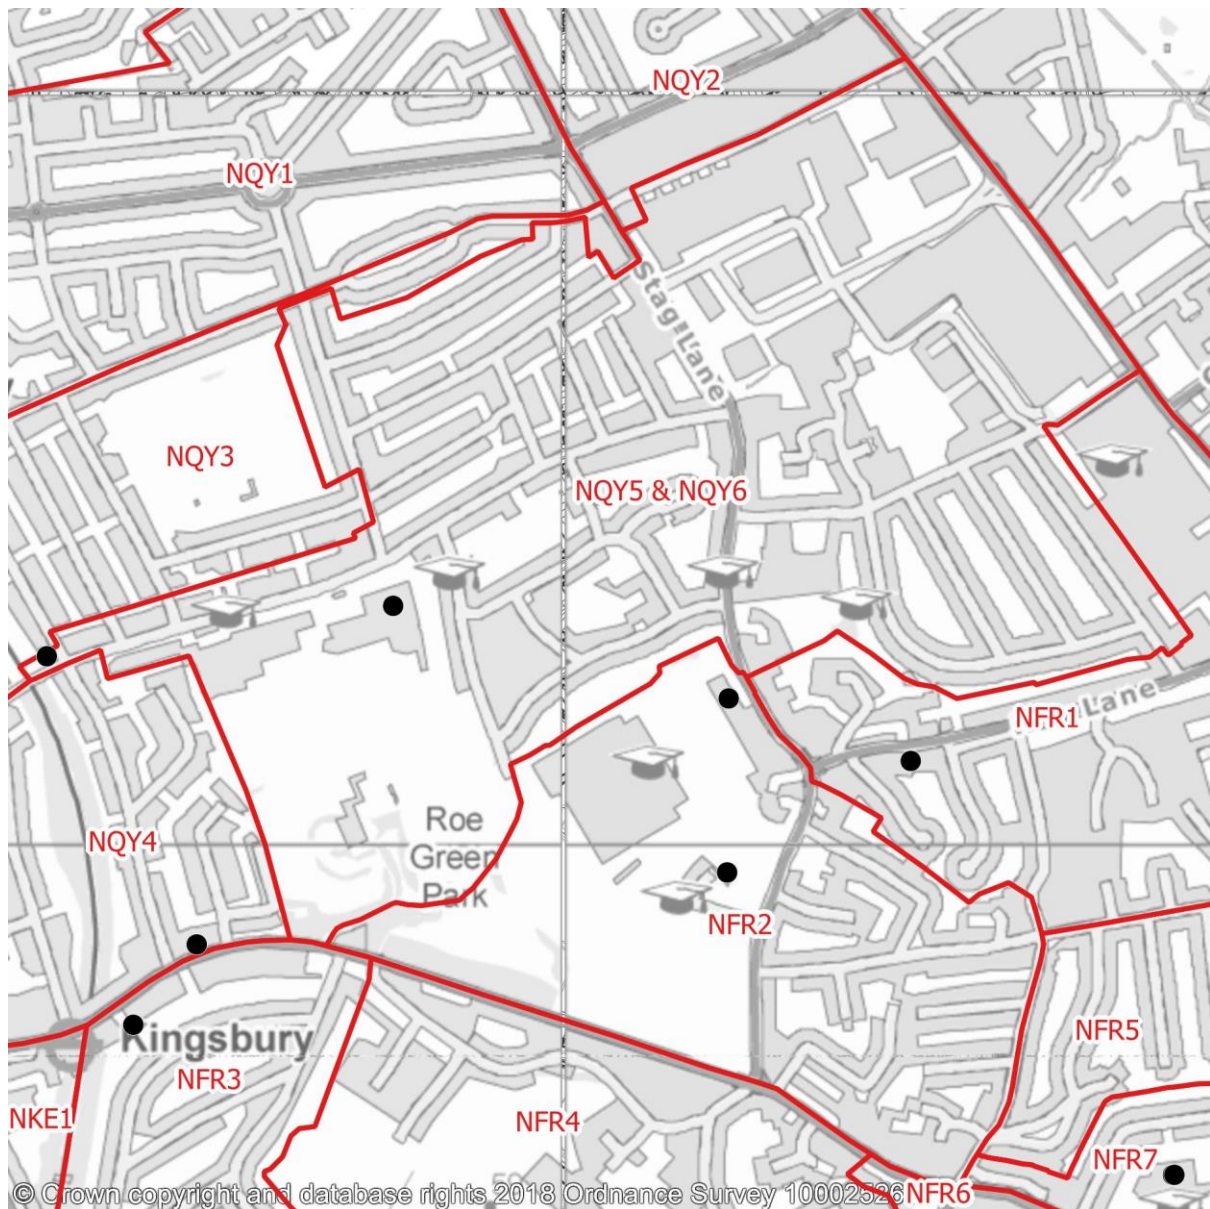 NQY2
NQY1
Stag Lane
NQY3
NQY5 & NQY6
NFR1
Lane
Roe
Green
Park
NQY4
NFR2
Kingsbury
NFR5
NFR3
NKE1
NFR4
NFR7
NFR6
© Crown copyright and database rights 2018 Ordnance Survey 10002526